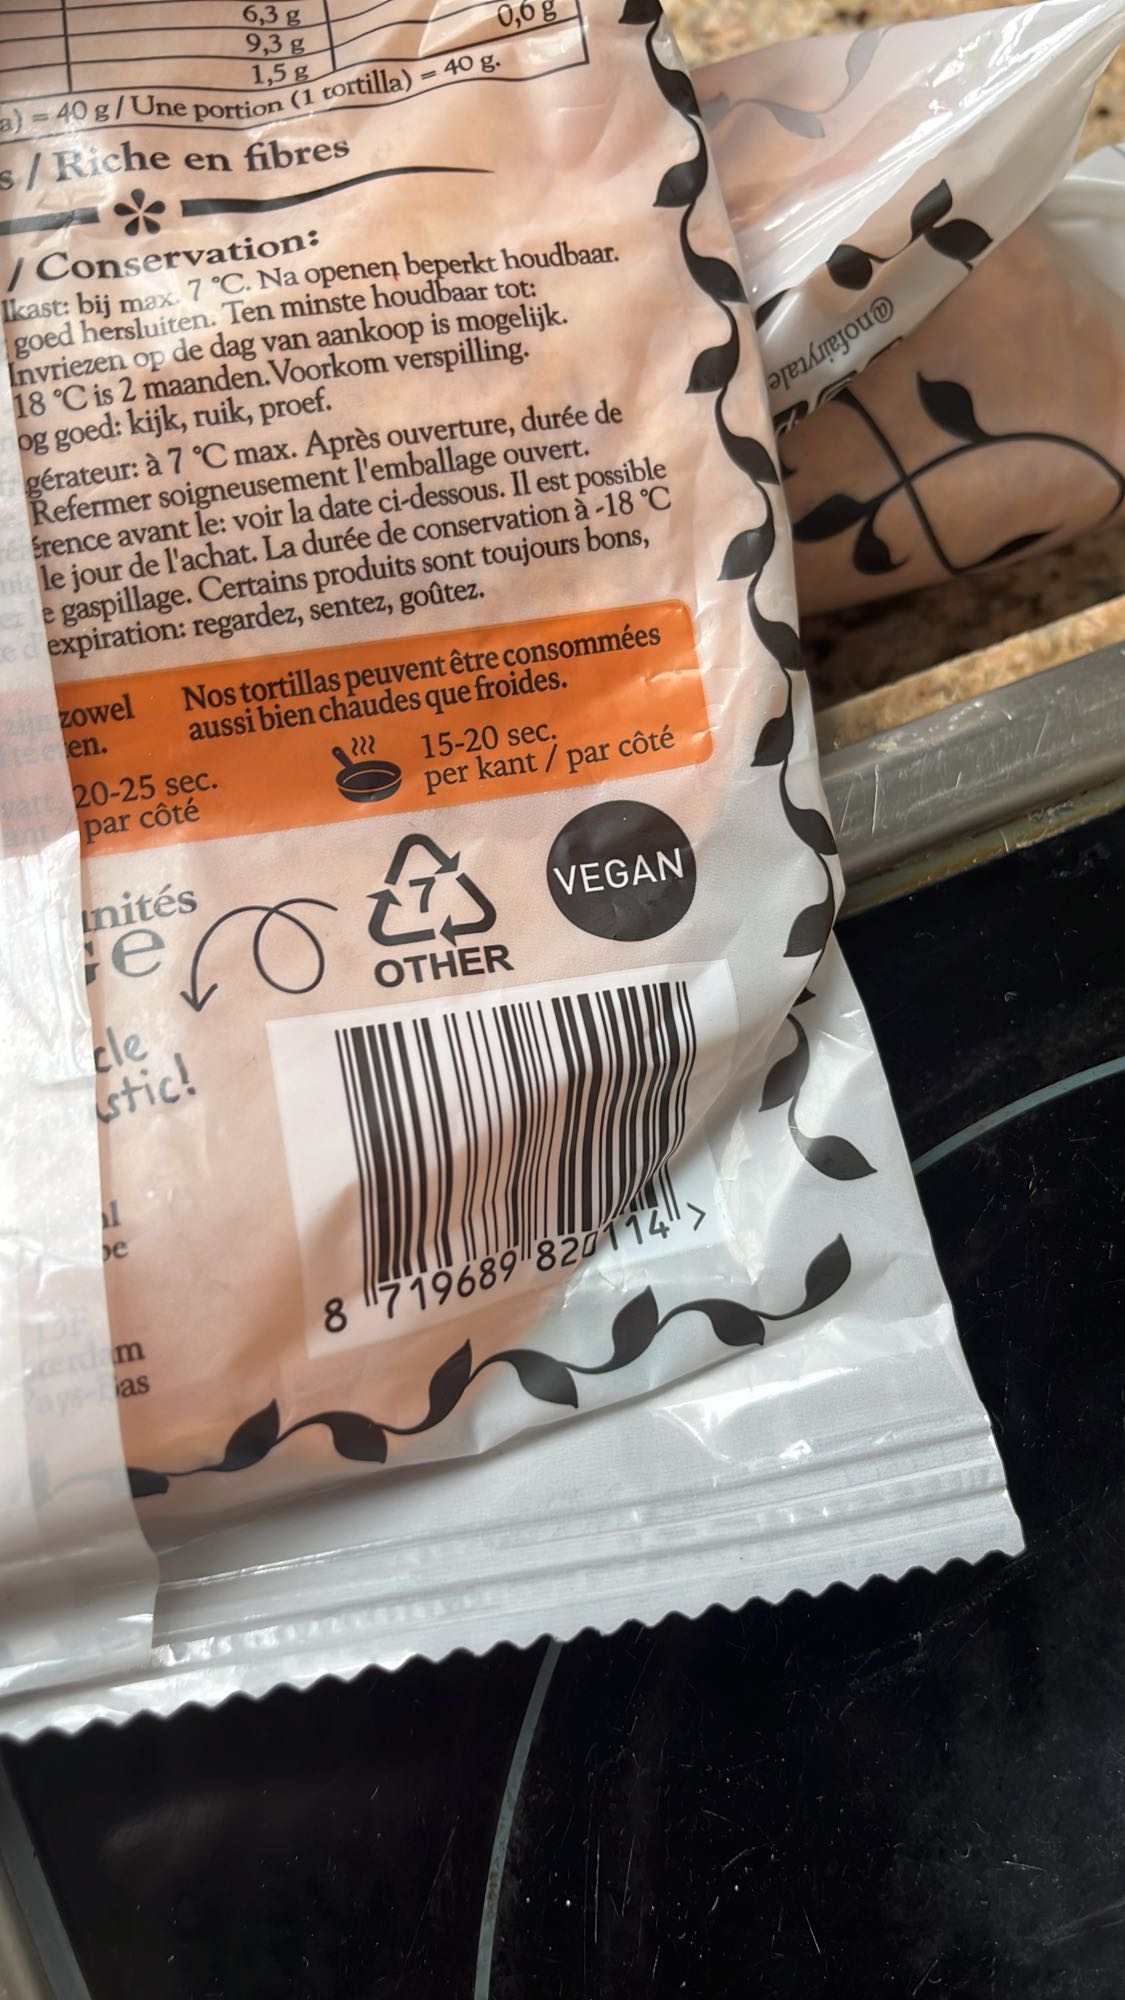 6,3 g
0,6 g
9,3 g
1,5 g
a) = 40 g / Une portion (1 tortilla) = 40 g.
s / Riche en fibres
/ Conservation:
lkast: bij max. 7 °C. Na openen beperkt houdbaar.
goed hersluiten. Ten minste houdbaar tot:
Invriezen op de dag van aankoop is mogelijk.
18 °C is 2 maanden. Voorkom verspilling.
og goed: kijk, ruik, proef.
gérateur: à 7 °C max. Après ouverture, durée de
Refermer soigneusement l'emballage ouvert.
érence avant le: voir la date ci-dessous. Il est possible
le jour de l'achat. La durée de conservation à -18 °C
e gaspillage. Certains produits sont toujours bons,
expiration: regardez, sentez, goûtez.
zowel
en.
Nos tortillas peuvent être consommées
aussi bien chaudes que froides.
20-25 sec.
par côté
15-20 sec.
per kant / par côté
unités
e
7
OTHER
VEGAN
cle
stic!
8 719689 820114 >
al
be
terdam
Pays-Bas
@nofairytale